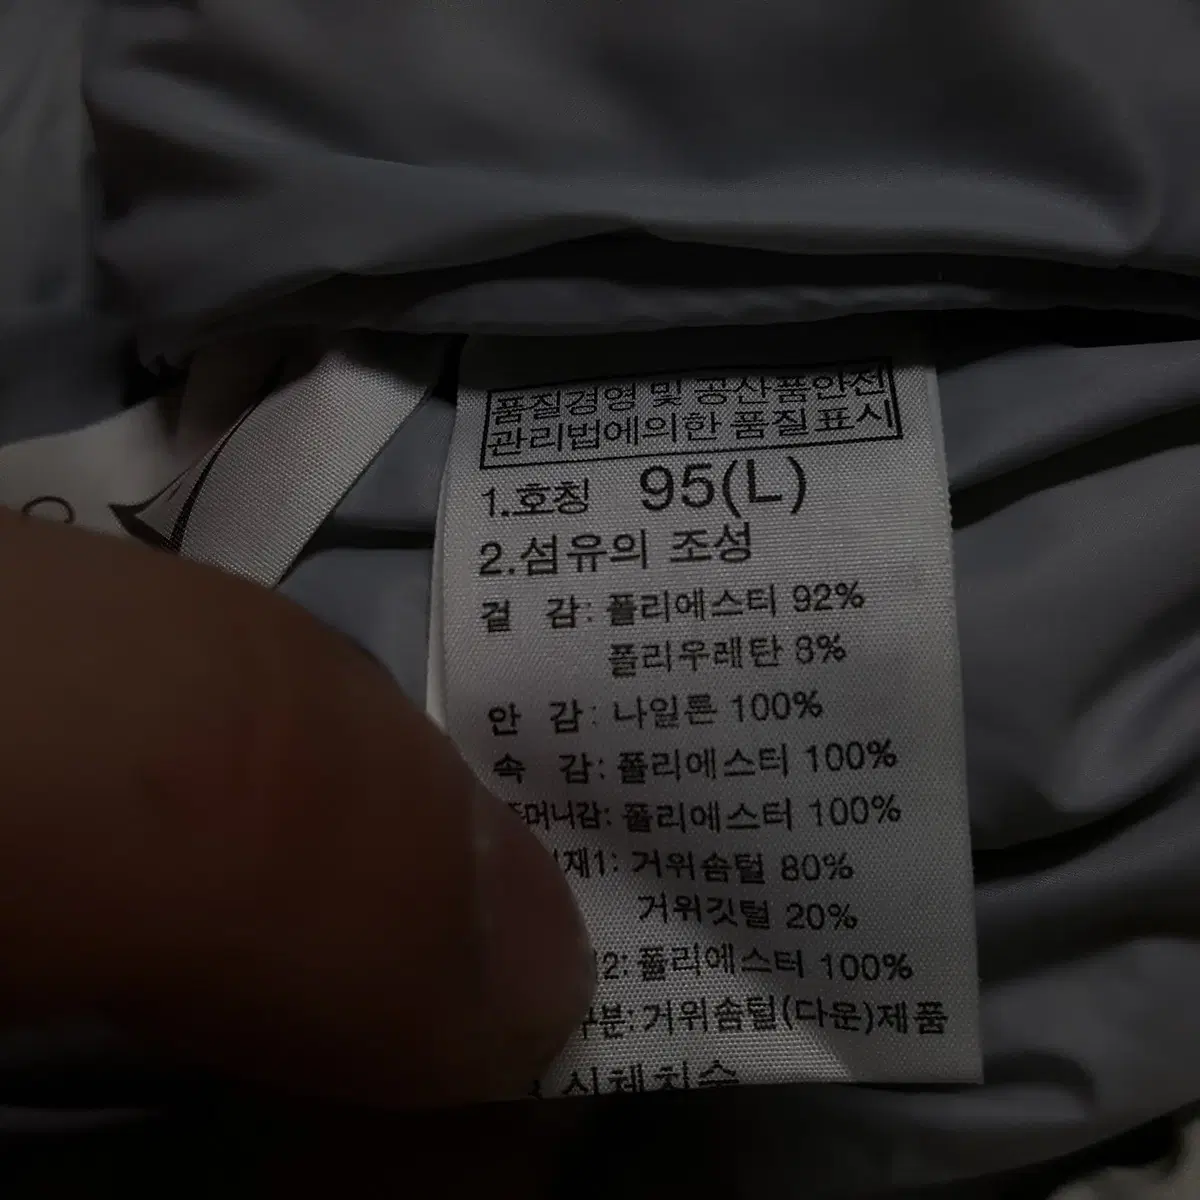 품질경영 및 공산품안전
관리법에의한 품질표시
1.호칭 95(L)
2.섬유의 조성
겉 감: 폴리에스터 92%
폴리우레탄 8%
안 감: 나일론 100%
속 감: 폴리에스터 100%
머니감: 폴리에스터 100%
재1: 거위솜털 80%
거위깃털 20%
2: 폴리에스터 100%
구분: 거위솜털(다운)제품
신체치수